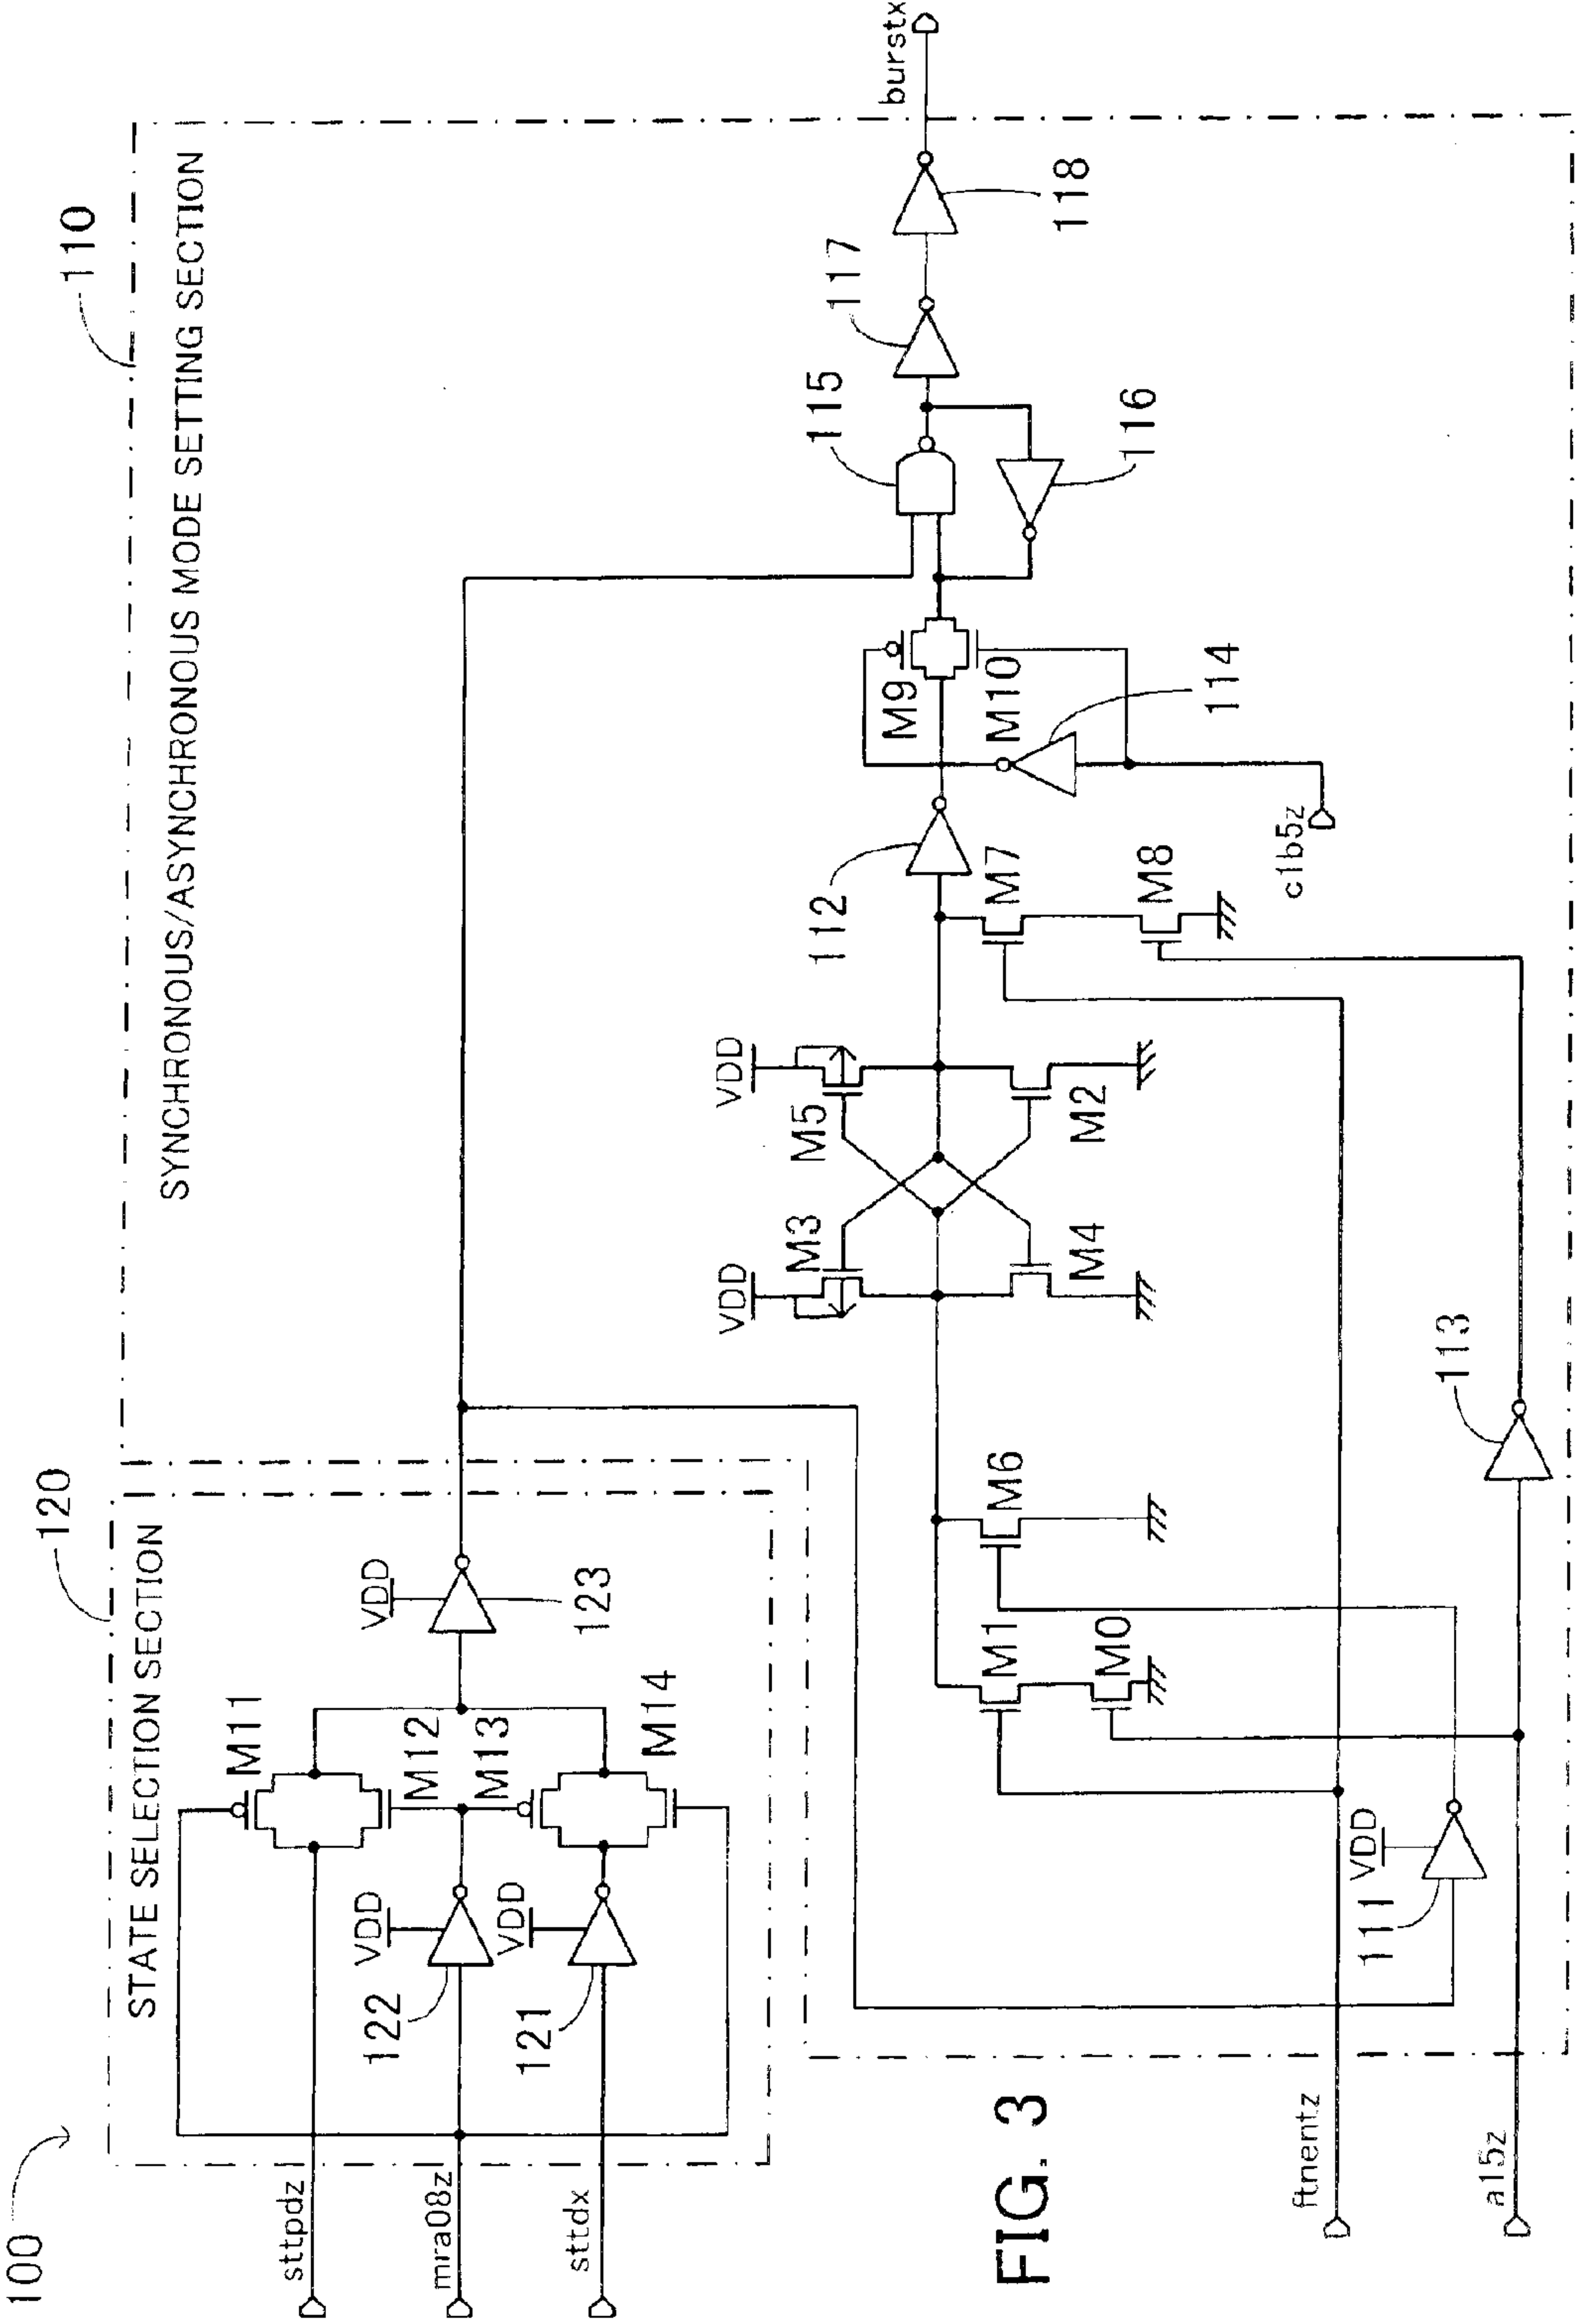 100
120
110
STATE SELECTION SECTION
SYNCHRONOUS/ASYNCHRONOUS MODE SETTING SECTION
sttpdz
M11
VDD
123
mra08z
122
VDD
M12
M13
sttdx
121
VDD
M14
VDD
M3
VDD
M5
M4
M2
112
M7
M8
M9
M10
114
c1b5z
115
116
117
118
burstx
M1
M0
M6
ftnentz
VDD
111
a15z
113
FIG. 3